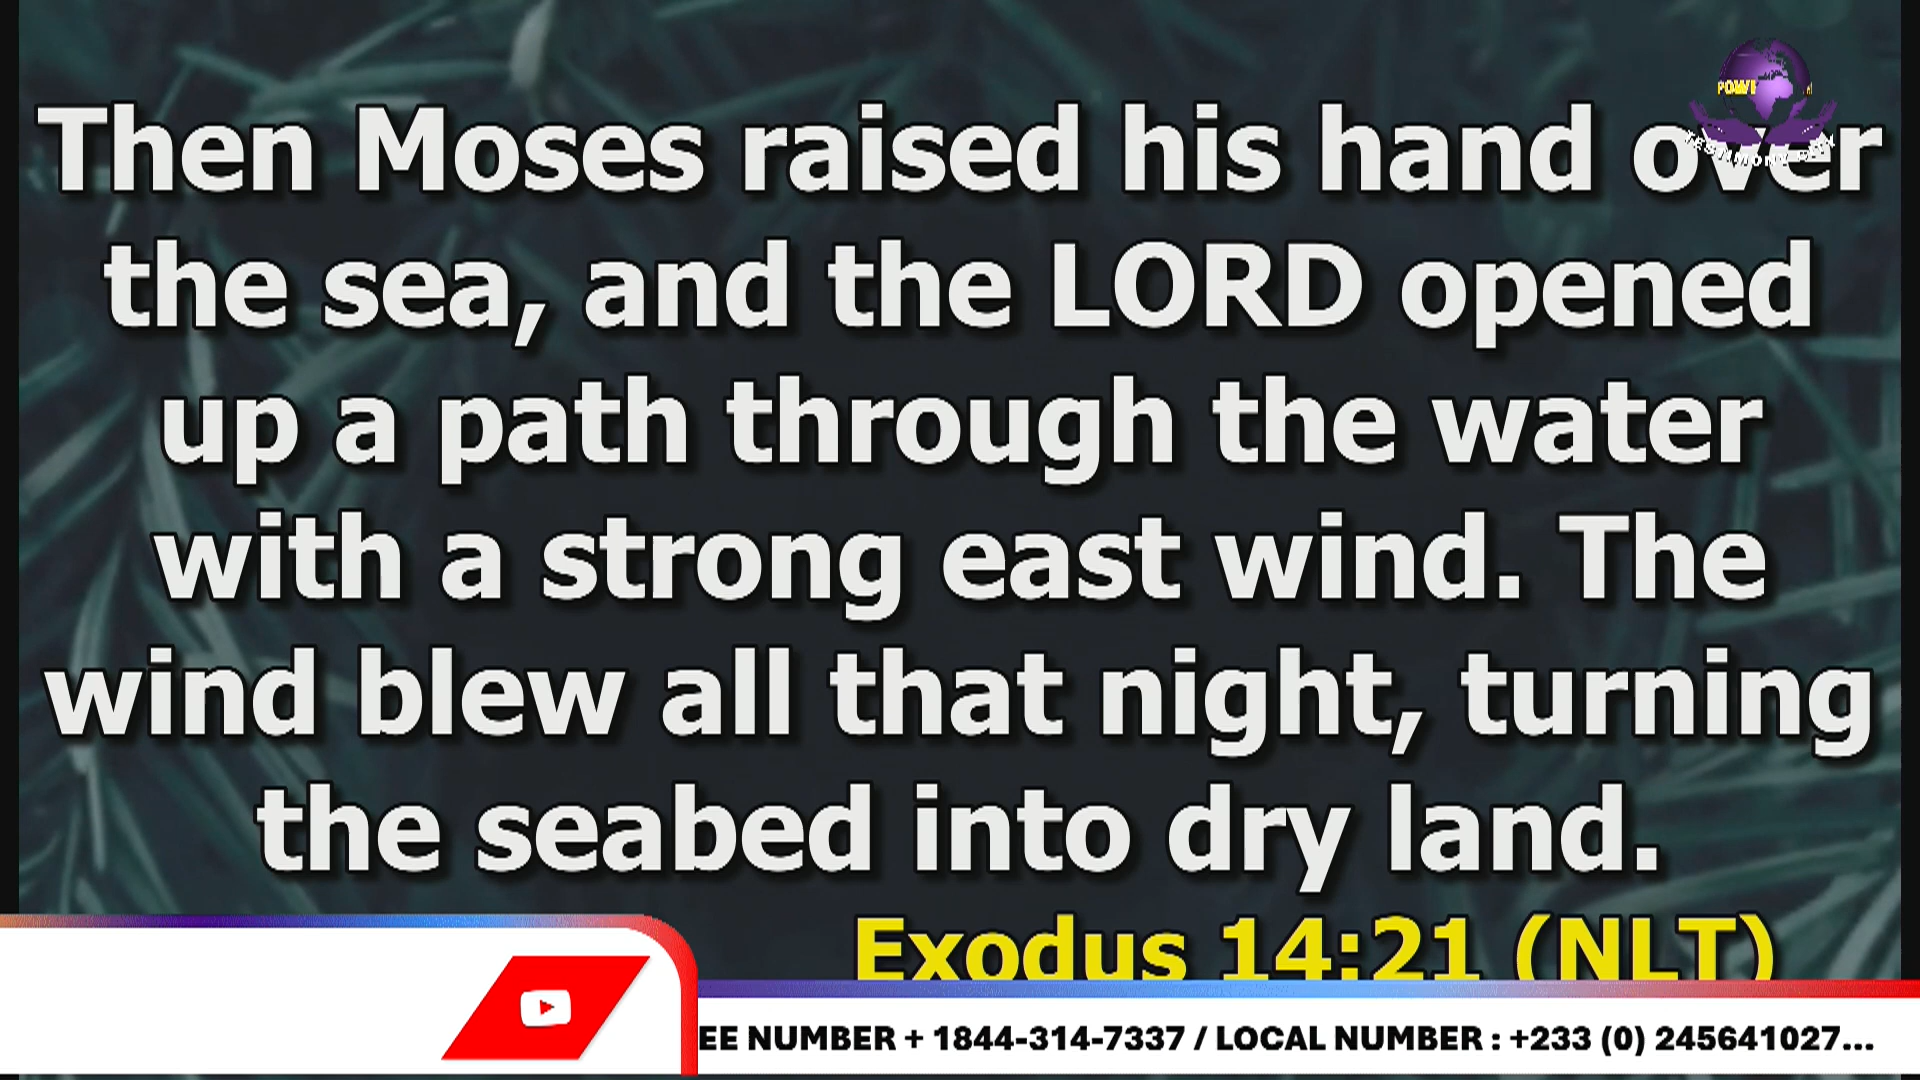 Then Moses raised his hand over
the sea, and the LORD opened
up a path through the water
with a strong east wind. The
wind blew all that night, turning
the seabed into dry land.
Exodus 14:21 (NLT)
EE NUMBER + 1844-314-7337 / LOCAL NUMBER : +233 (0) 245641027...